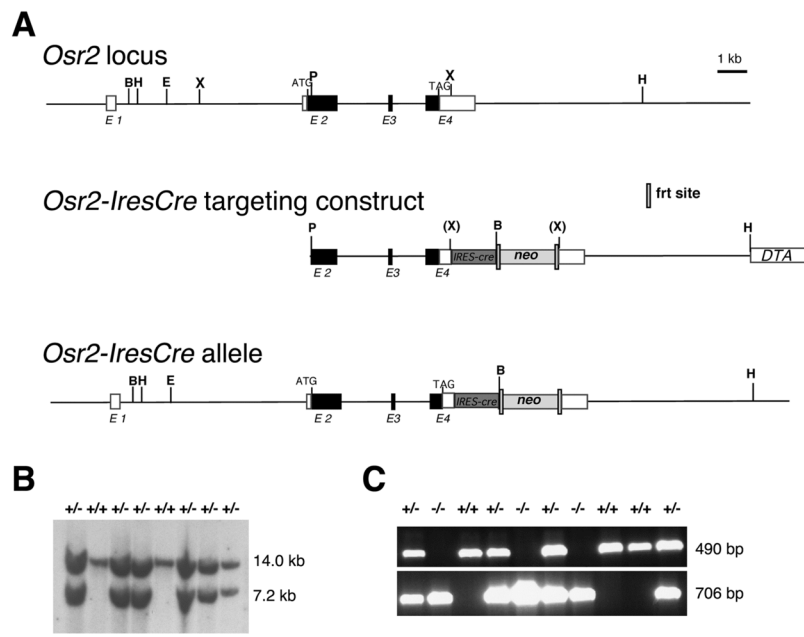 A
Osr2 locus
1 kb
B H E X ATG P TAG X H
E 1 E 2 E3 E4
Osr2-IresCre targeting construct
frt site
P (X) B (X) H
IRES-cre neo DTA
E 2 E3 E4
Osr2-IresCre allele
B H E ATG TAG B H
IRES-cre neo
E 1 E 2 E3 E4
B
+/- +/+ +/- +/- +/+ +/- +/- +/-
14.0 kb
7.2 kb
C
+/- -/- +/+ +/- -/- +/- -/- +/+ +/+ +/-
490 bp
706 bp